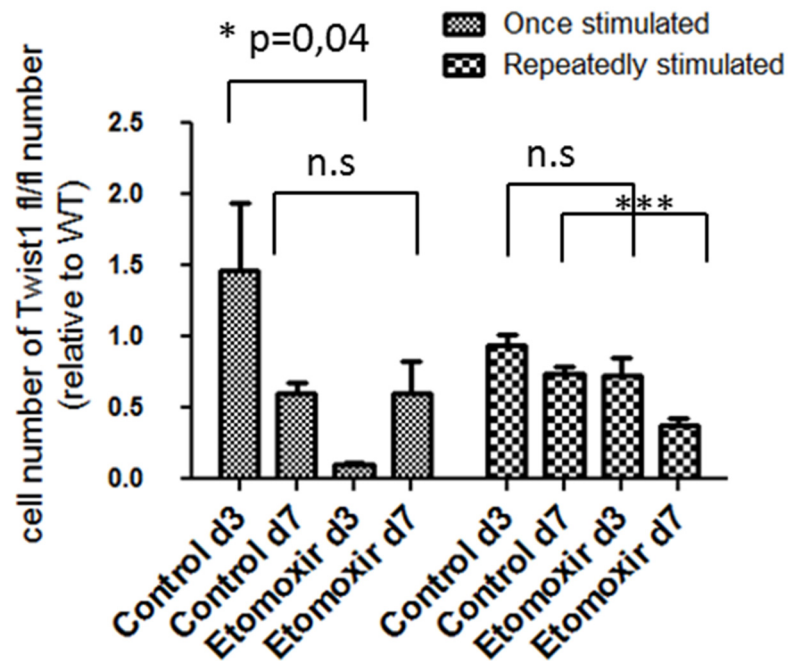 Once stimulated
Repeatedly stimulated
* p=0,04
n.s
n.s
***
cell number of Twist1 fl/fl number
(relative to WT)
2.5
2.0
1.5
1.0
0.5
0.0
Control d3
Control d7
Etomoxir d3
Etomoxir d7
Control d3
Control d7
Etomoxir d3
Etomoxir d7